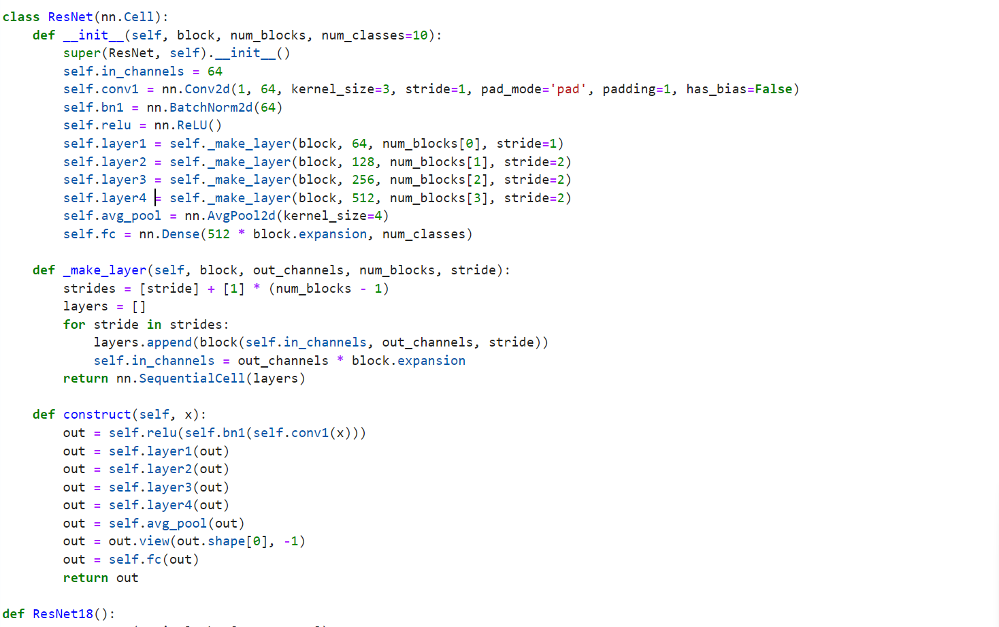 class ResNet(nn.Cell):
    def __init__(self, block, num_blocks, num_classes=10):
        super(ResNet, self).__init__()
        self.in_channels = 64
        self.conv1 = nn.Conv2d(1, 64, kernel_size=3, stride=1, pad_mode='pad', padding=1, has_bias=False)
        self.bn1 = nn.BatchNorm2d(64)
        self.relu = nn.ReLU()
        self.layer1 = self._make_layer(block, 64, num_blocks[0], stride=1)
        self.layer2 = self._make_layer(block, 128, num_blocks[1], stride=2)
        self.layer3 = self._make_layer(block, 256, num_blocks[2], stride=2)
        self.layer4 = self._make_layer(block, 512, num_blocks[3], stride=2)
        self.avg_pool = nn.AvgPool2d(kernel_size=4)
        self.fc = nn.Dense(512 * block.expansion, num_classes)

    def _make_layer(self, block, out_channels, num_blocks, stride):
        strides = [stride] + [1] * (num_blocks - 1)
        layers = []
        for stride in strides:
            layers.append(block(self.in_channels, out_channels, stride))
            self.in_channels = out_channels * block.expansion
        return nn.SequentialCell(layers)

    def construct(self, x):
        out = self.relu(self.bn1(self.conv1(x)))
        out = self.layer1(out)
        out = self.layer2(out)
        out = self.layer3(out)
        out = self.layer4(out)
        out = self.avg_pool(out)
        out = out.view(out.shape[0], -1)
        out = self.fc(out)
        return out

def ResNet18():